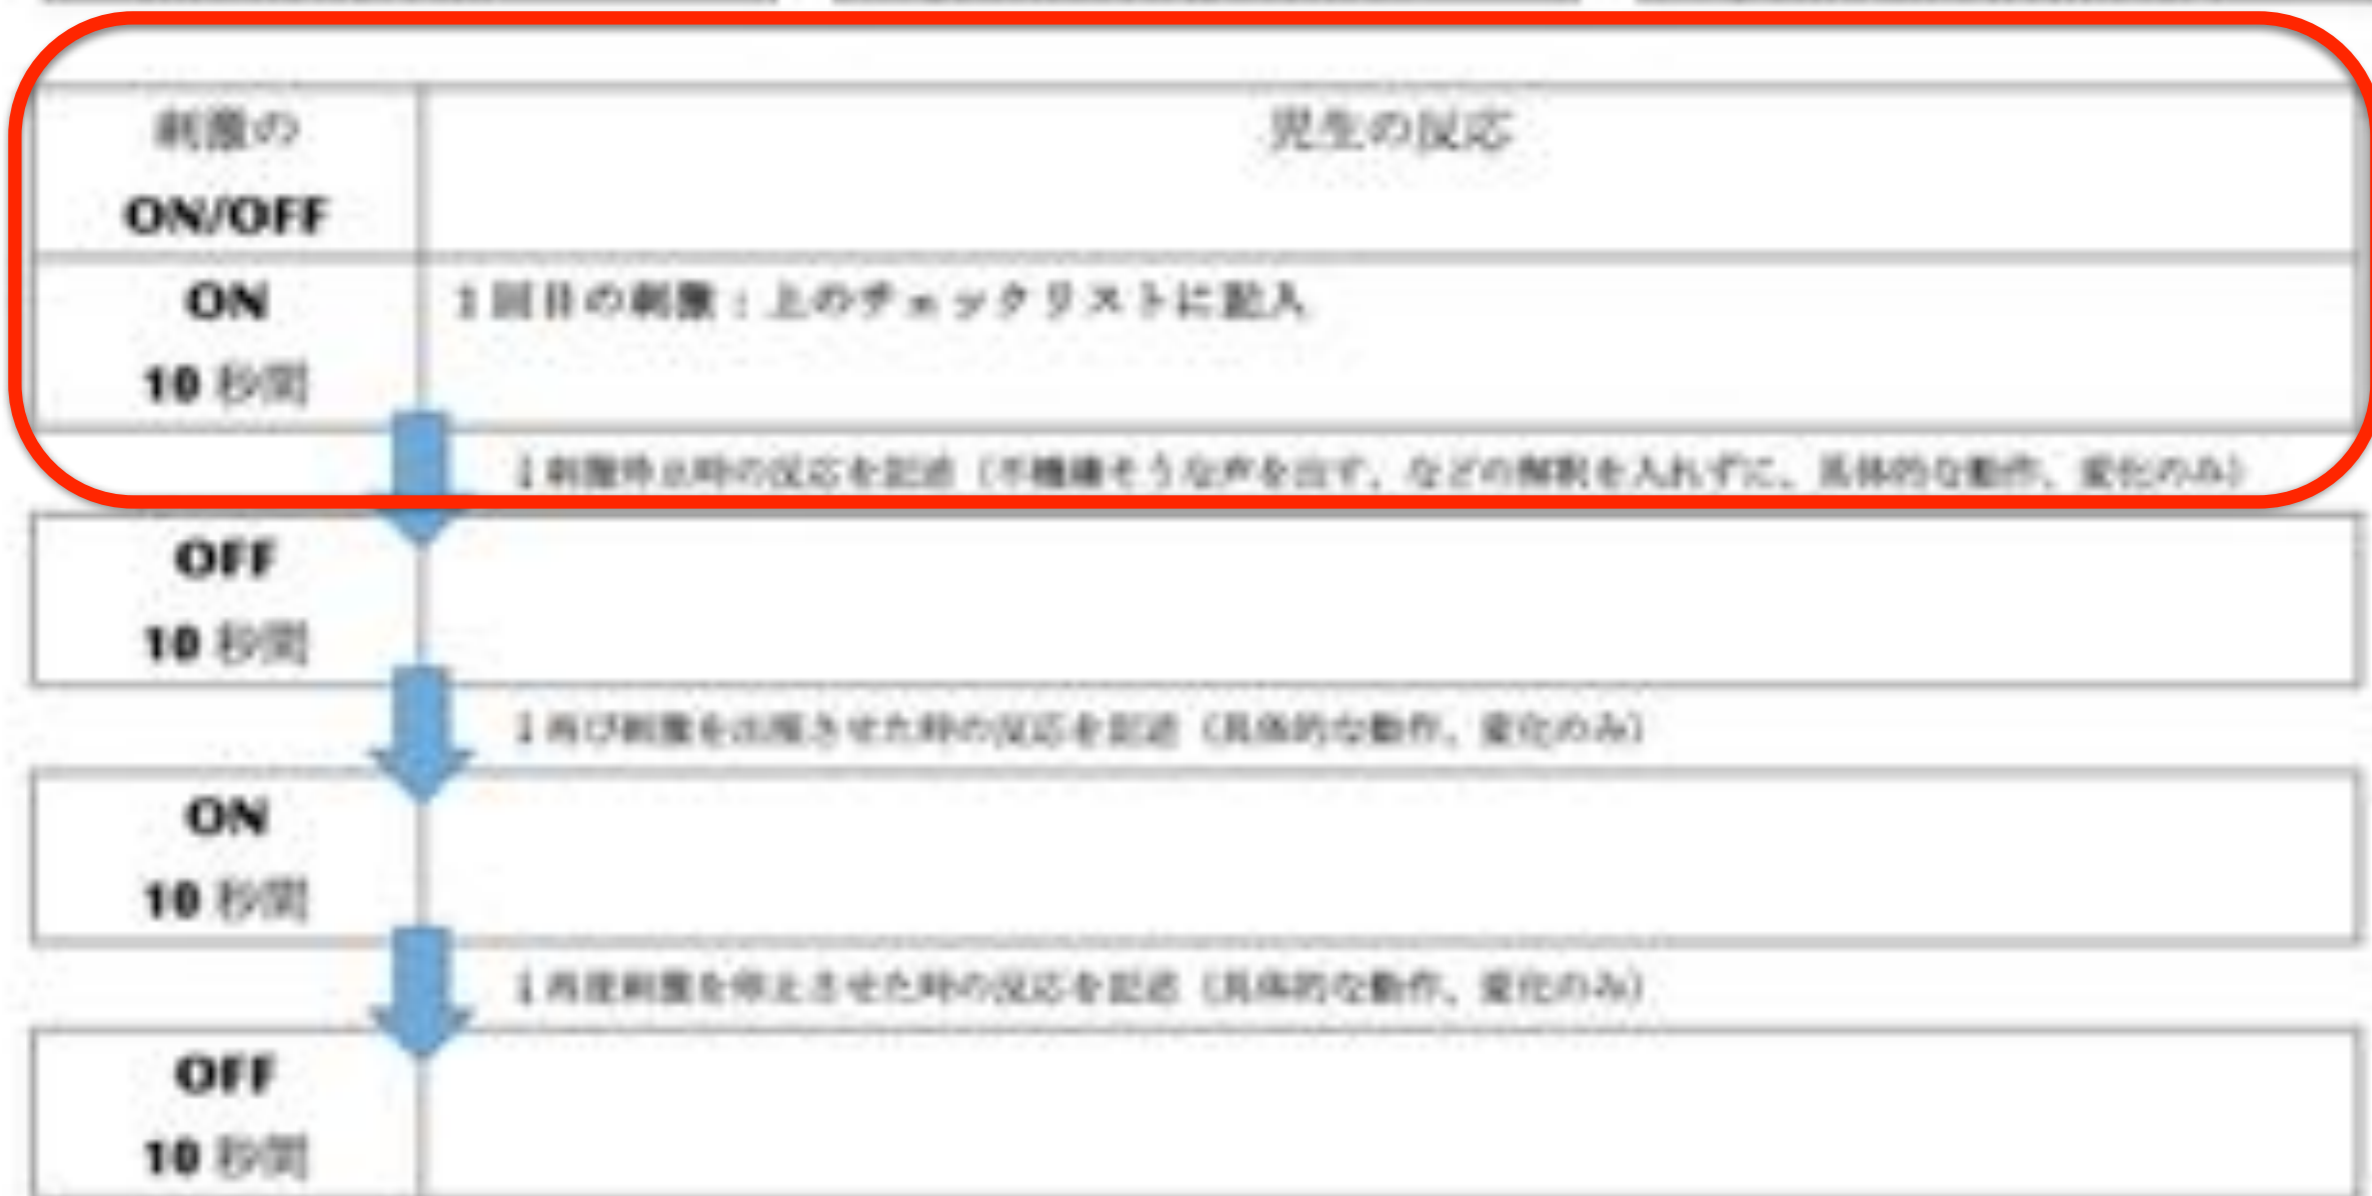 刺激の
児生の反応
ON/OFF
ON
1回目の刺激：上のチェックリストに記入
10 秒間
↓刺激停止時の反応を記述（不機嫌そうな声を出す、などの解釈を入れずに、具体的な動作、変化のみ）
OFF
10 秒間
↓再び刺激を出現させた時の反応を記述（具体的な動作、変化のみ）
ON
10 秒間
↓再度刺激を停止させた時の反応を記述（具体的な動作、変化のみ）
OFF
10 秒間